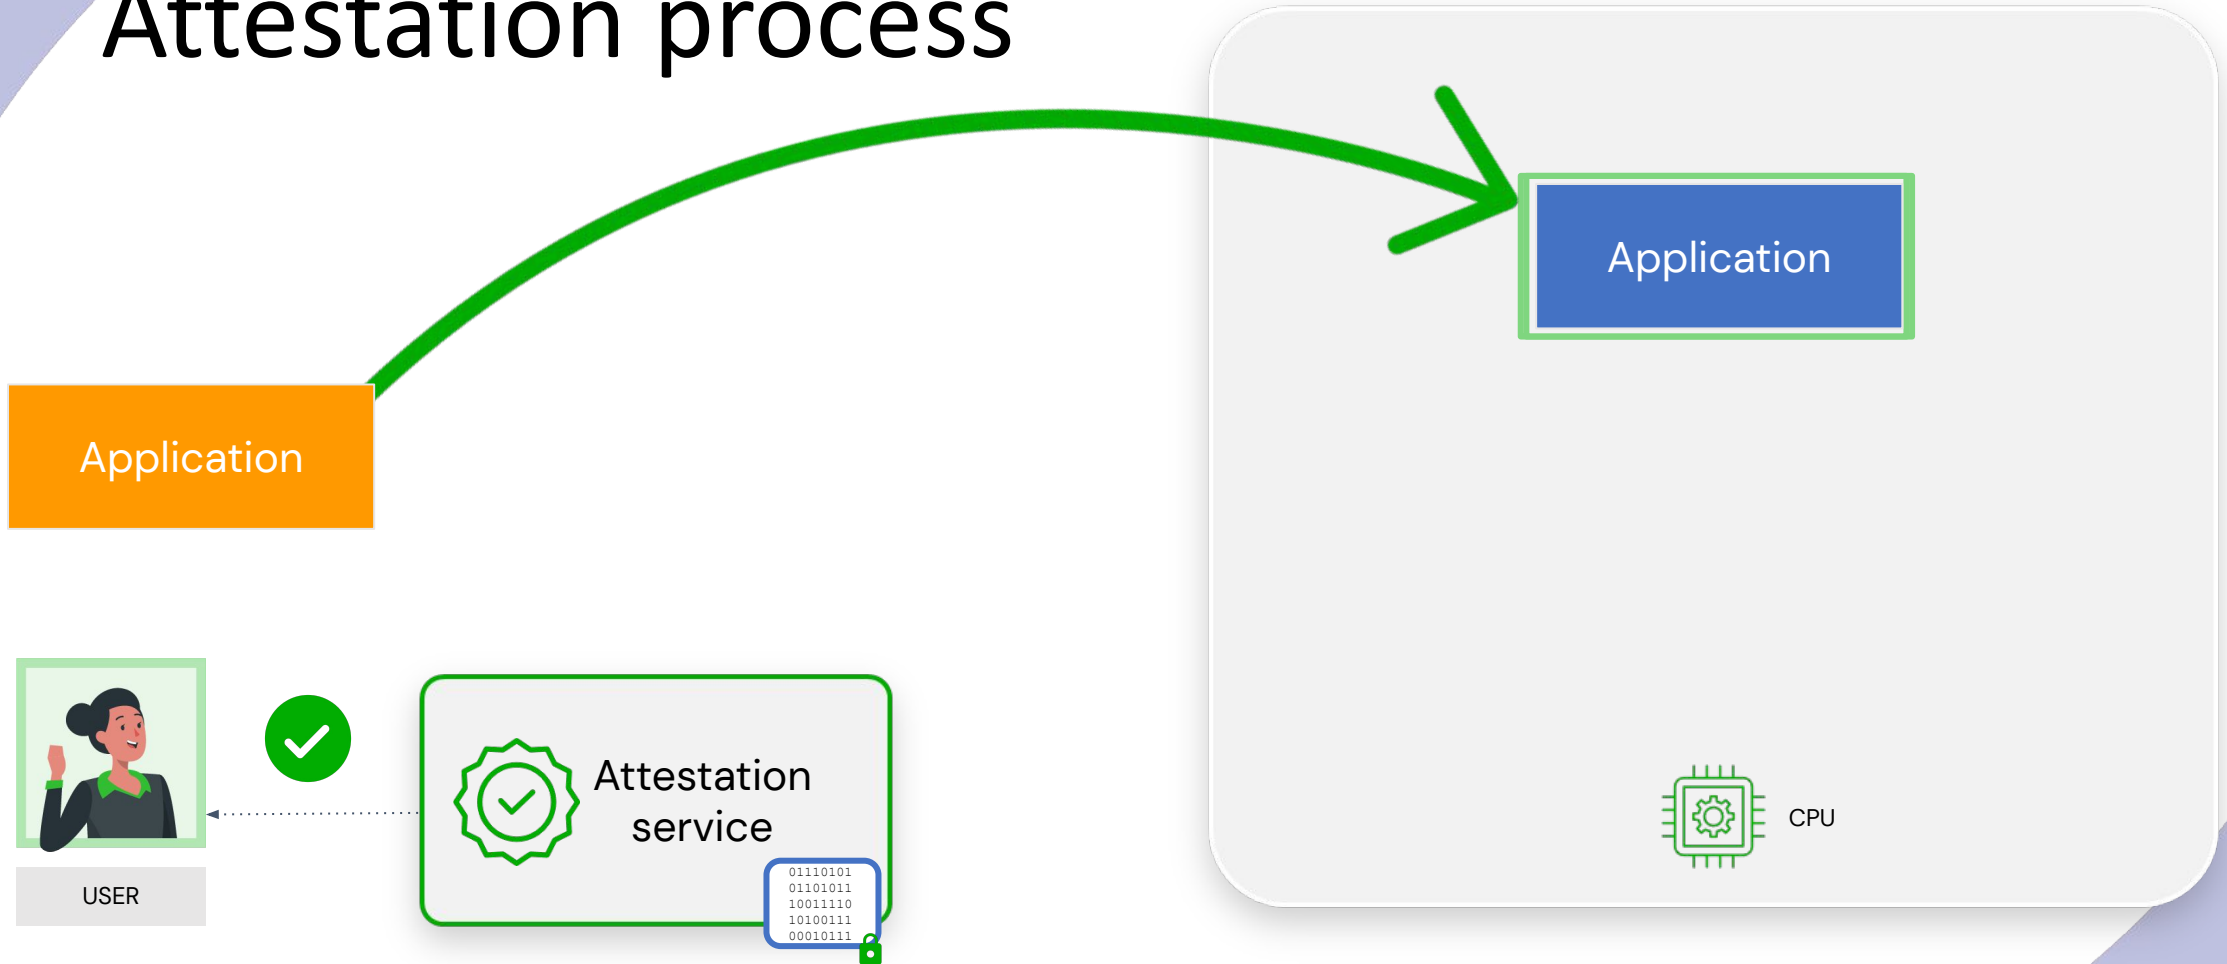 Attestation process
Application
Application
Attestation
service
01110101
01101011
10011110
10100111
00010111
USER
CPU